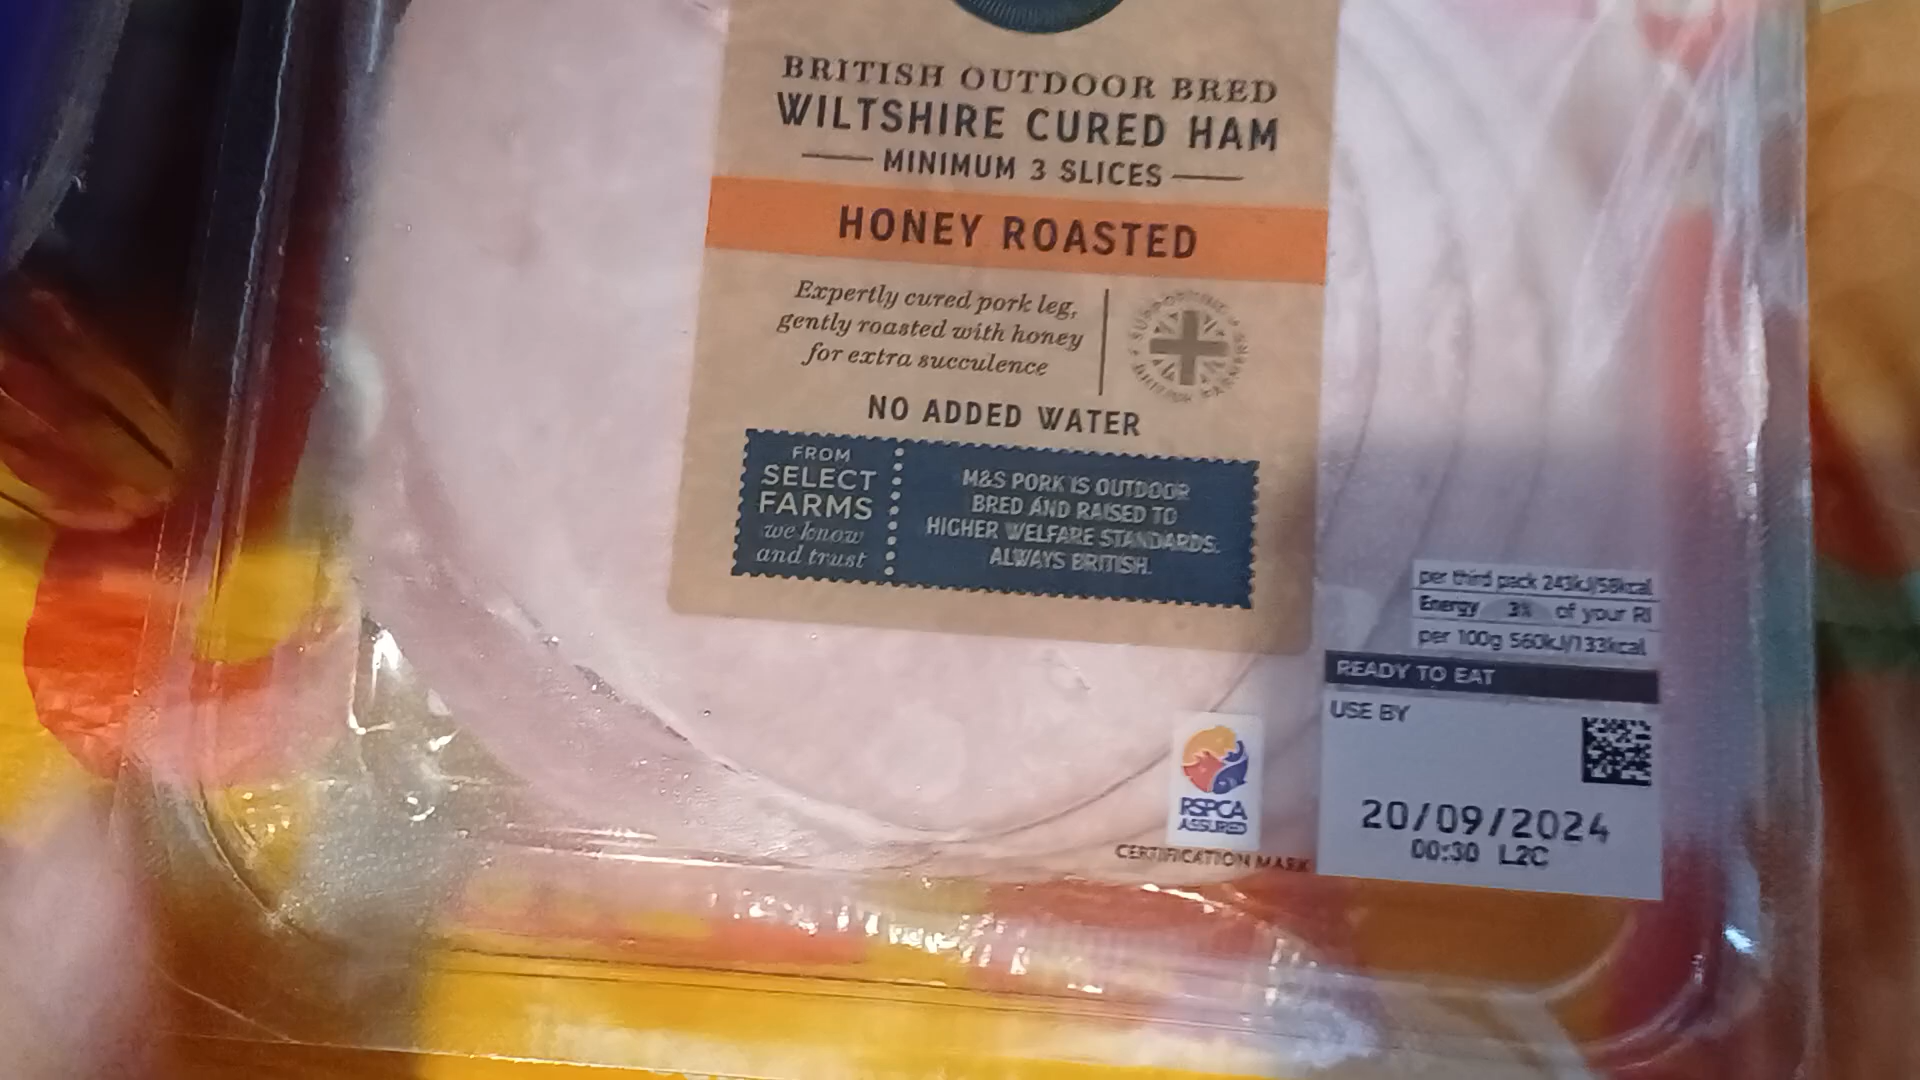 BRITISH OUTDOOR BRED
WILTSHIRE CURED HAM
MINIMUM 3 SLICES
HONEY ROASTED
Expertly cured pork leg,
gently roasted with honey
for extra succulence
SUPPORTING
BRITISH FARMERS
NO ADDED WATER
FROM
SELECT
FARMS
we know
and trust
M&S PORK IS OUTDOOR
BRED AND RAISED TO
HIGHER WELFARE STANDARDS.
ALWAYS BRITISH.
per third pack 243kJ/58kcal
Energy 3% of your RI
per 100g 560kJ/133kcal
READY TO EAT
USE BY
20/09/2024
00:30 L2C
RSPCA
ASSURED
CERTIFICATION MARK